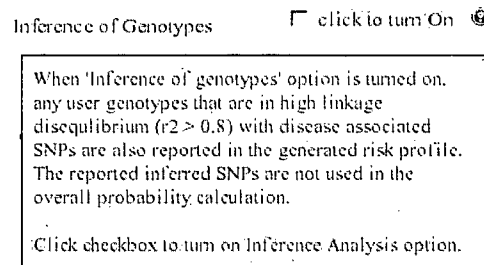 Inference of Genotypes click to turn On
When 'Inference of genotypes' option is turned on,
any user genotypes that are in high linkage
disequlibrium (r2 > 0.8) with disease associated
SNPs are also reported in the generated risk profile.
The reported inferred SNPs are not used in the
overall probability calculation.
Click checkbox to turn on Inference Analysis option.